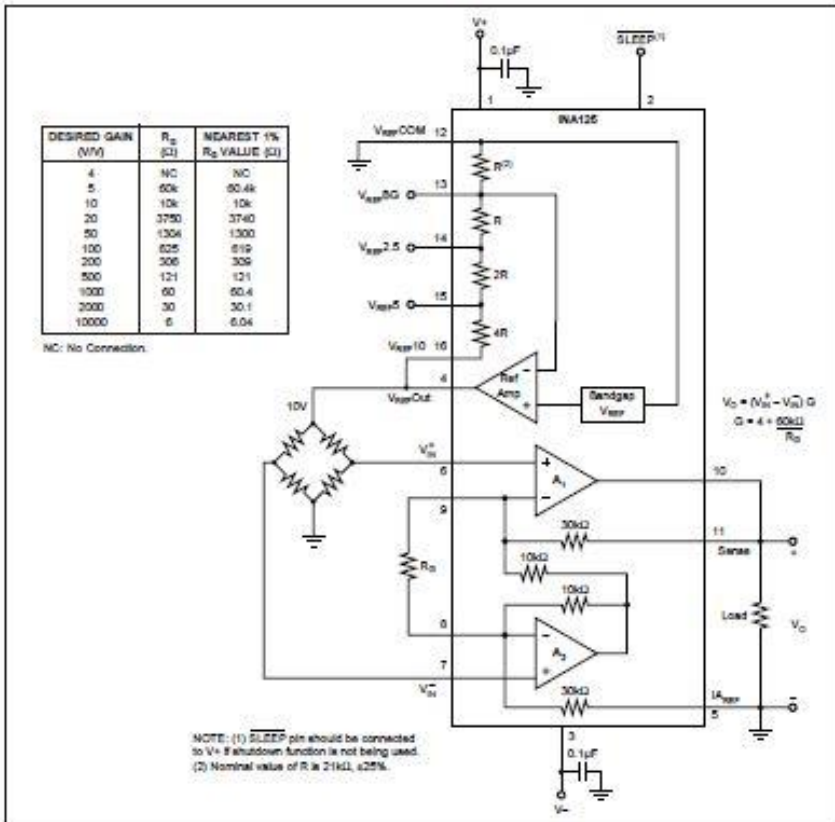 V+
SLEEP(1)
0.1µF
1
2
INA125
DESIRED GAIN (V/V) RG (Ω) NEAREST 1% RG VALUE (Ω)
4 NC NC
5 60k 60.4k
10 10k 10k
20 3750 3740
50 1304 1300
100 625 619
200 306 309
500 121 121
1000 60 60.4
2000 30 30.1
10000 6 6.04
NC: No Connection.
VREFCOM 12
R(2)
VREFBG 13
R
VREF2.5 14
2R
VREF5 15
4R
VREF10 16
4
VREFOut
Ref Amp
Bandgap VREF
10V
VO = (VIN+ – VIN–) G
G = 4 + 60kΩ
RG
VIN+
6
A1
10
9
30kΩ
11
Sense
+
10kΩ
RG
10kΩ
Load
VO
8
A2
7
VIN–
30kΩ
IAREF
5
–
3
0.1µF
V–
NOTE: (1) SLEEP pin should be connected
to V+ if shutdown function is not being used.
(2) Nominal value of R is 21kΩ, ±25%.